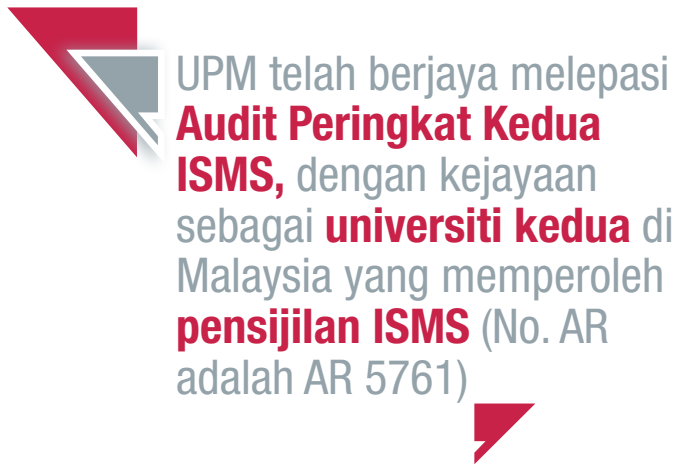 UPM telah berjaya melepasi
Audit Peringkat Kedua
ISMS, dengan kejayaan
sebagai universiti kedua di
Malaysia yang memperoleh
pensijilan ISMS (No. AR
adalah AR 5761)